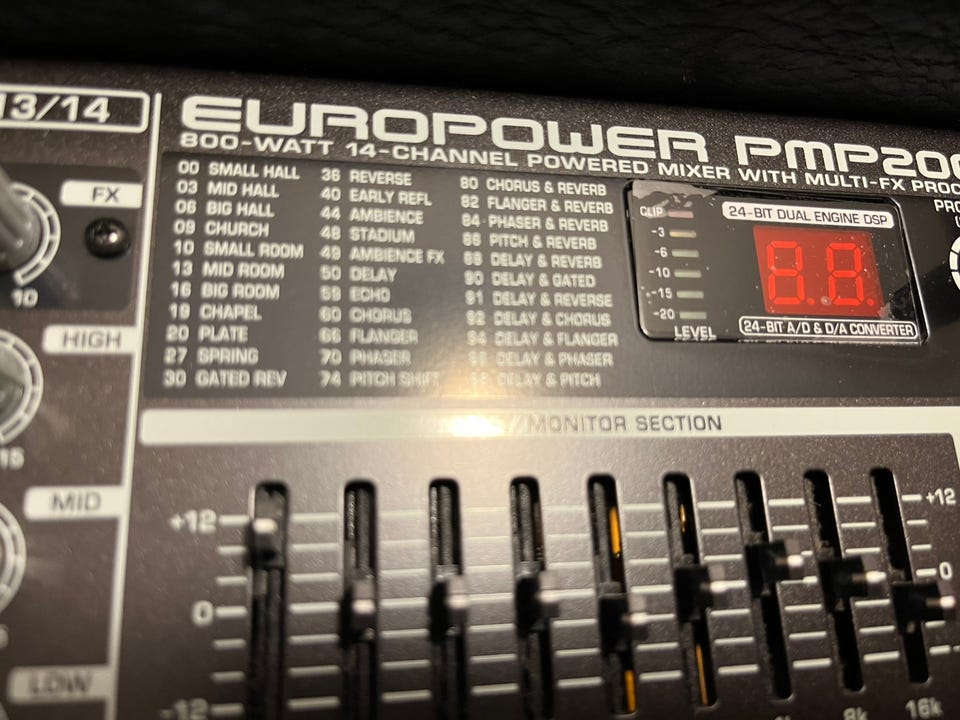 13/14
EUROPOWER PMP200
800-WATT 14-CHANNEL POWERED MIXER WITH MULTI-FX PROC
00 SMALL HALL
03 MID HALL
06 BIG HALL
09 CHURCH
10 SMALL ROOM
13 MID ROOM
16 BIG ROOM
19 CHAPEL
20 PLATE
27 SPRING
30 GATED REV
36 REVERSE
40 EARLY REFL
44 AMBIENCE
48 STADIUM
49 AMBIENCE FX
50 DELAY
59 ECHO
60 CHORUS
66 FLANGER
70 PHASER
74 PITCH SHIFT
80 CHORUS & REVERB
82 FLANGER & REVERB
84 PHASER & REVERB
86 PITCH & REVERB
88 DELAY & REVERB
90 DELAY & GATED
91 DELAY & REVERSE
92 DELAY & CHORUS
94 DELAY & FLANGER
DELAY & PHASER
DELAY & PITCH
CLIP
-3
-6
-10
-15
-20
LEVEL
24-BIT DUAL ENGINE DSP
24-BIT A/D & D/A CONVERTER
PRO
FX
10
HIGH
15
MID
LOW
/MONITOR SECTION
+12
0
-12
+12
0
8k
16k